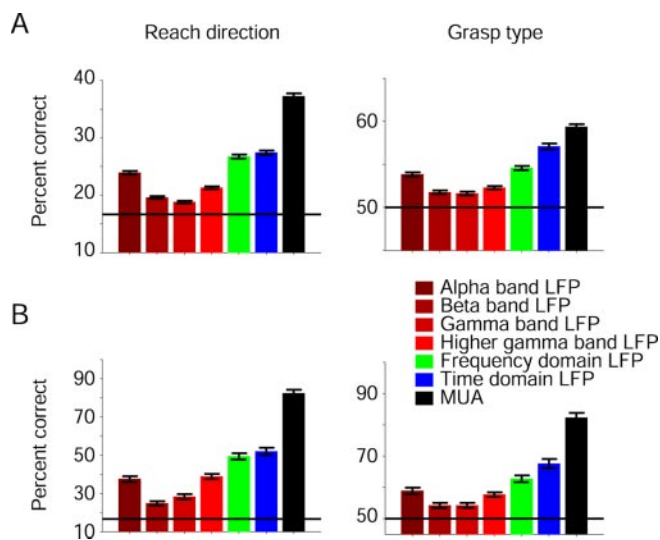 A
Reach direction
Grasp type
Percent correct
40
30
20
10
60
50
Alpha band LFP
Beta band LFP
Gamma band LFP
Higher gamma band LFP
Frequency domain LFP
Time domain LFP
MUA
B
Percent correct
90
70
50
30
10
90
70
50